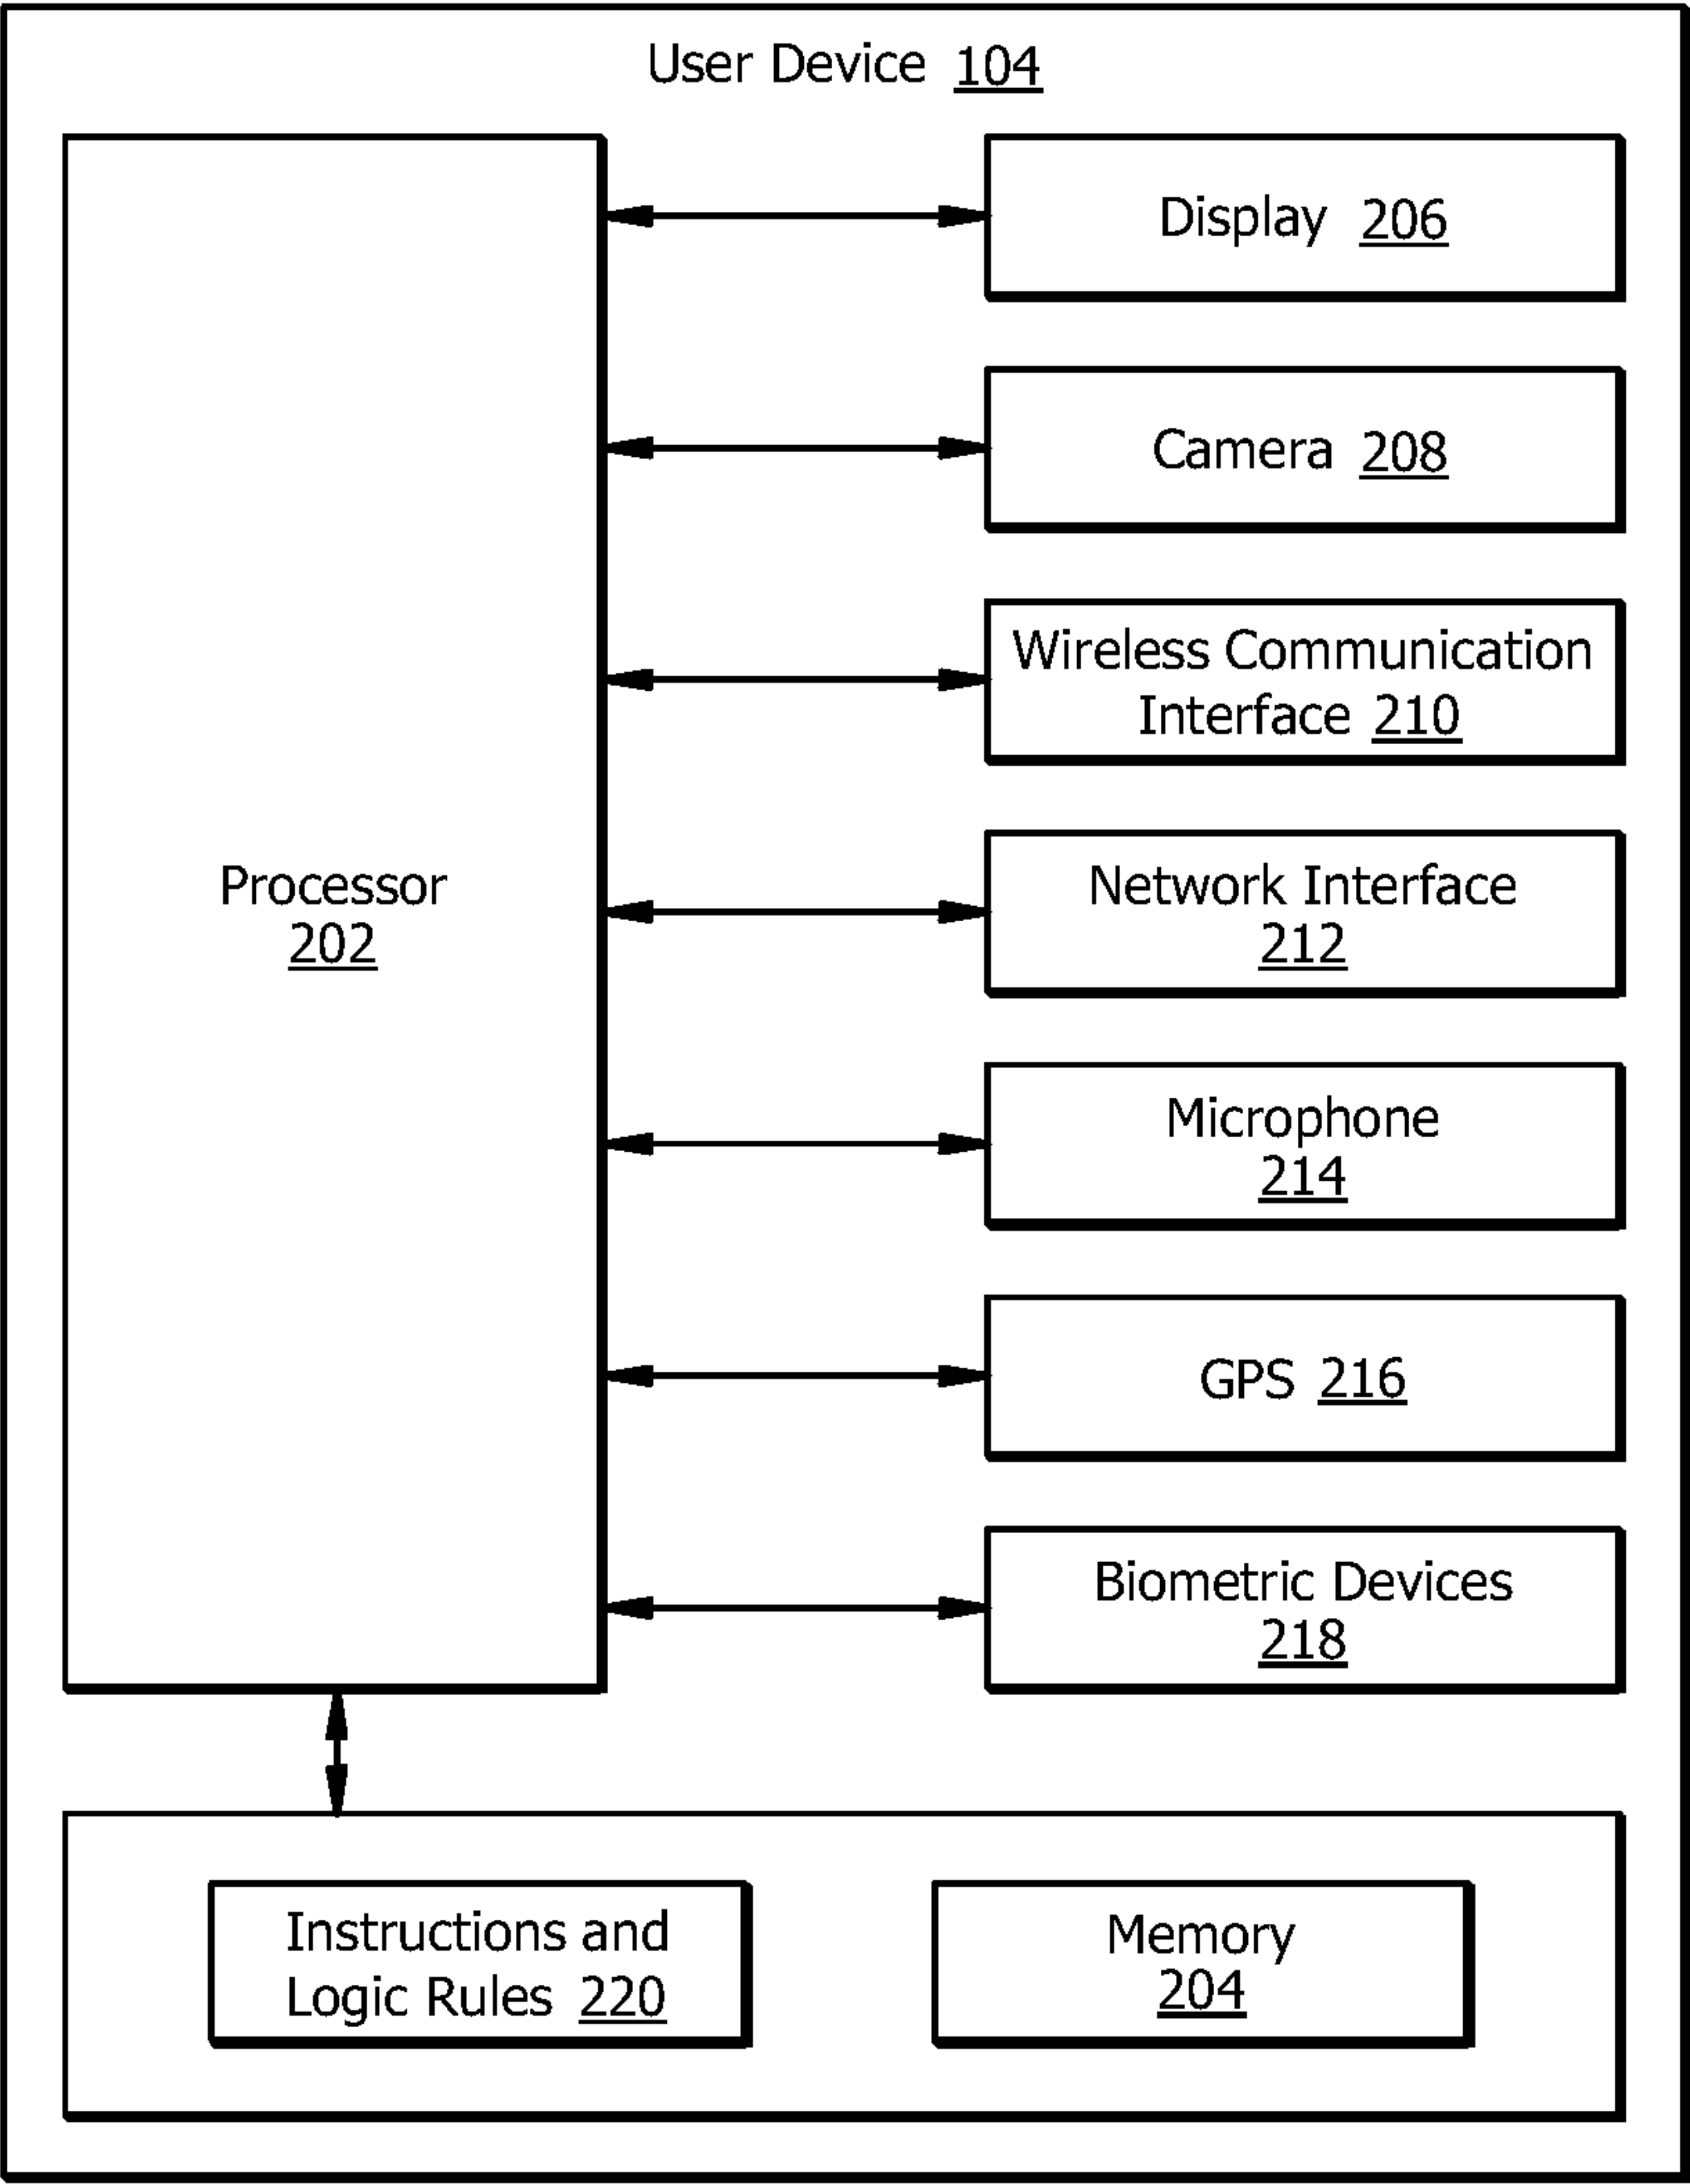 User Device 104
Display 206
Camera 208
Wireless Communication
Interface 210
Processor
202
Network Interface
212
Microphone
214
GPS 216
Biometric Devices
218
Instructions and
Logic Rules 220
Memory
204